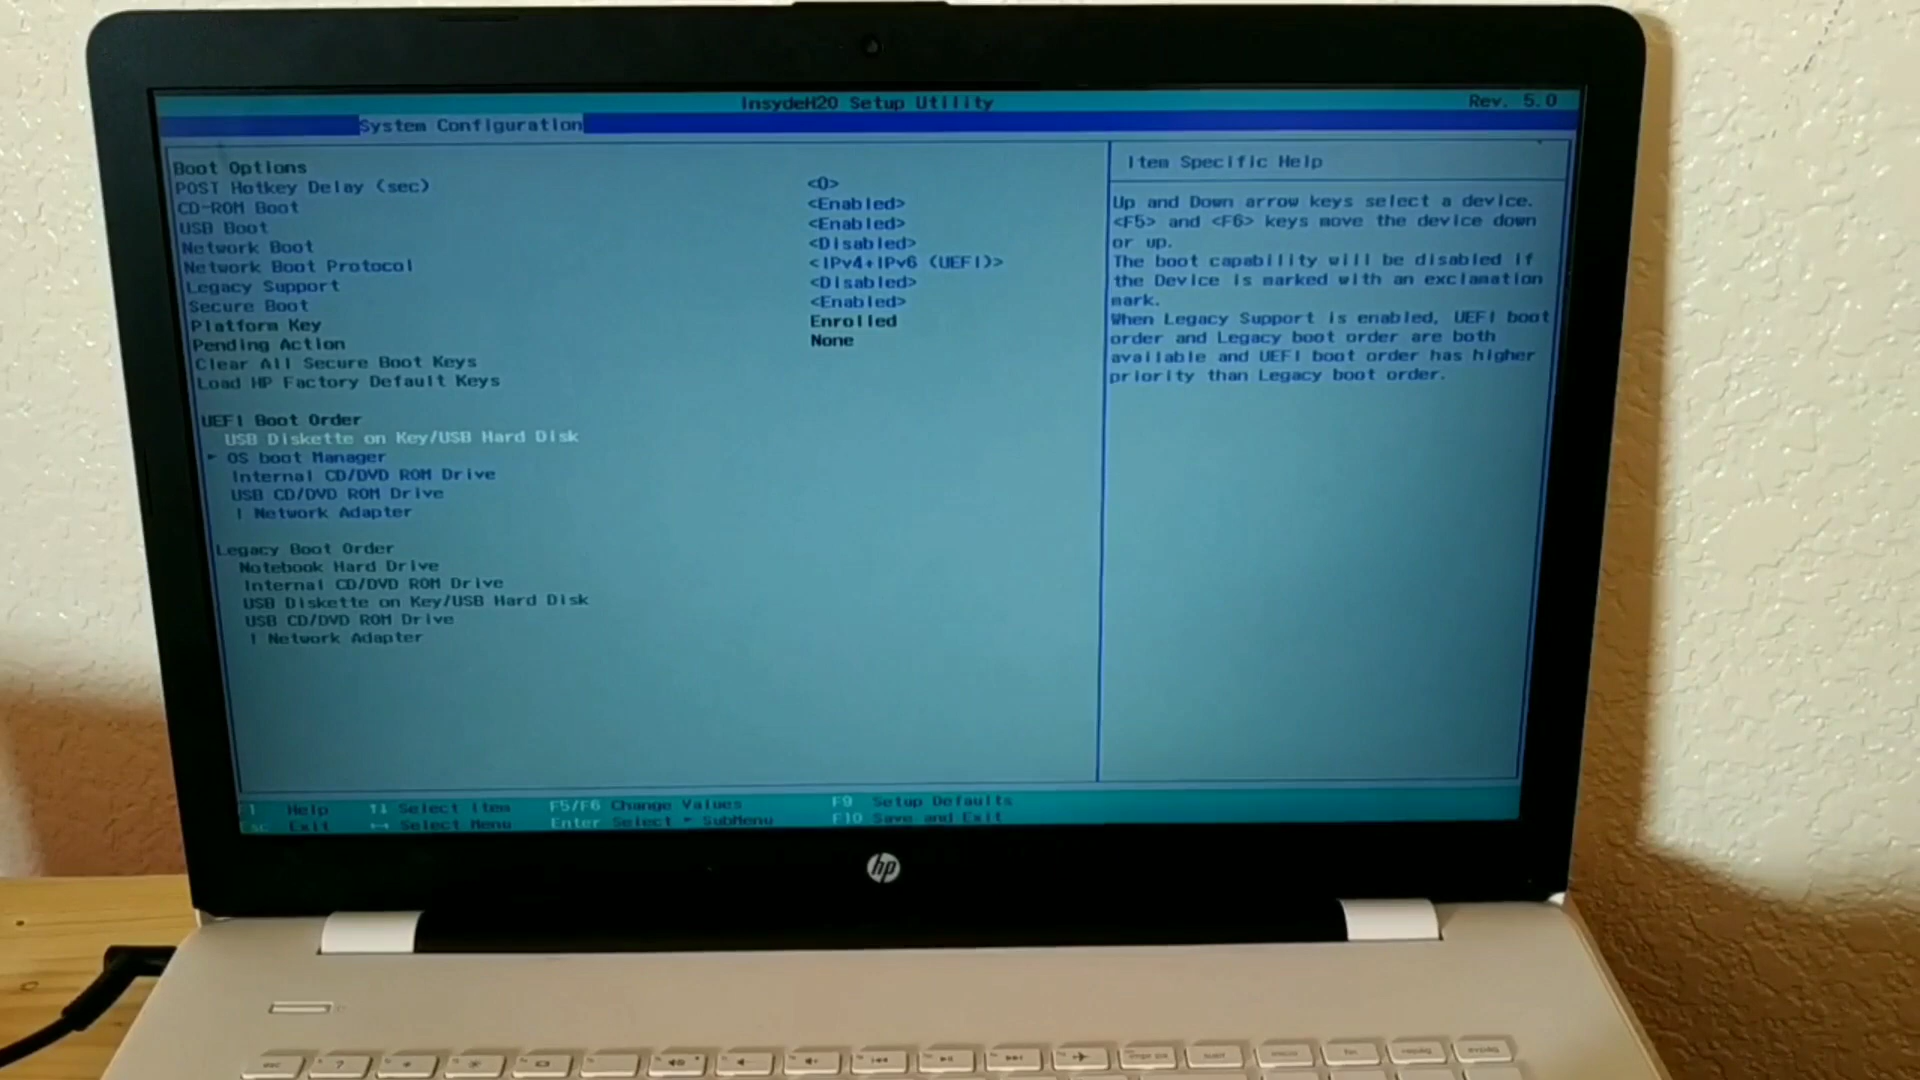 InsydeH20 Setup Utility
Rev. 5.0
System Configuration
Boot Options
POST Hotkey Delay (sec) <0>
CD-ROM Boot <Enabled>
USB Boot <Enabled>
Network Boot <Disabled>
Network Boot Protocol <IPv4+IPv6 (UEFI)>
Legacy Support <Disabled>
Secure Boot <Enabled>
Platform Key Enrolled
Pending Action None
Clear All Secure Boot Keys
Load HP Factory Default Keys
UEFI Boot Order
USB Diskette on Key/USB Hard Disk
► OS boot Manager
Internal CD/DVD ROM Drive
USB CD/DVD ROM Drive
! Network Adapter
Legacy Boot Order
Notebook Hard Drive
Internal CD/DVD ROM Drive
USB Diskette on Key/USB Hard Disk
USB CD/DVD ROM Drive
! Network Adapter
Item Specific Help
Up and Down arrow keys select a device.
<F5> and <F6> keys move the device down
or up.
The boot capability will be disabled if
the Device is marked with an exclamation
mark.
When Legacy Support is enabled, UEFI boot
order and Legacy boot order are both
available and UEFI boot order has higher
priority than Legacy boot order.
F1 Help ↑↓ Select Item F5/F6 Change Values F9 Setup Defaults
Esc Exit ↔ Select Menu Enter Select ► SubMenu F10 Save and Exit
hp
esc